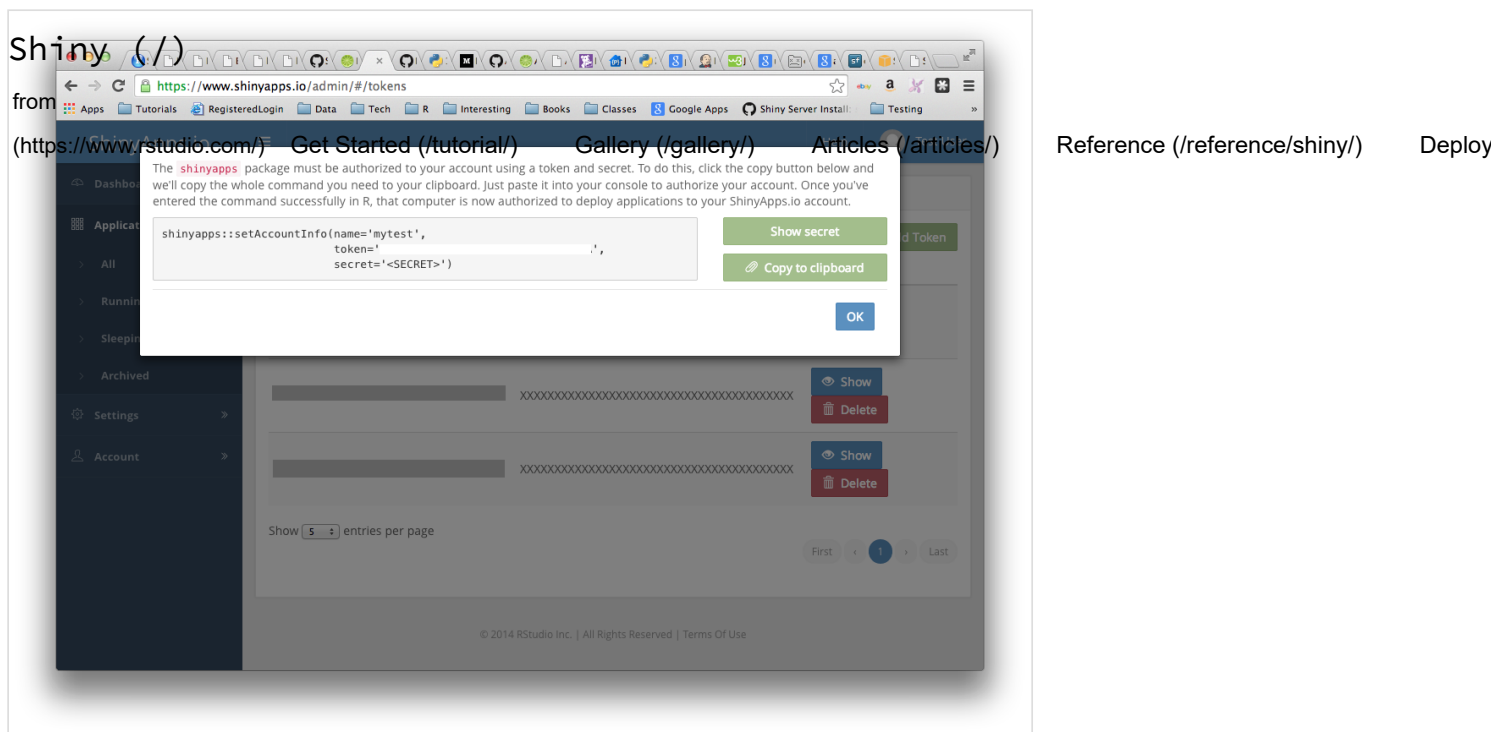 Shiny (/)
https://www.shinyapps.io/admin/#/tokens
from
Apps Tutorials RegisteredLogin Data Tech R Interesting Books Classes Google Apps Shiny Server Install Testing »
(https://www.rstudio.com/) Get Started (/tutorial/) Gallery (/gallery/) Articles (/articles/) Reference (/reference/shiny/) Deploy
The shinyapps package must be authorized to your account using a token and secret. To do this, click the copy button below and
we'll copy the whole command you need to your clipboard. Just paste it into your console to authorize your account. Once you've
entered the command successfully in R, that computer is now authorized to deploy applications to your ShinyApps.io account.
Dashboa
Applicat
shinyapps::setAccountInfo(name='mytest',
token='
',
secret='<SECRET>')
Show secret
Copy to clipboard
d Token
OK
All
Runnin
Sleepin
Archived
Settings »
Account »
XXXXXXXXXXXXXXXXXXXXXXXXXXXXXXXXXXXXXXXX
Show
Delete
XXXXXXXXXXXXXXXXXXXXXXXXXXXXXXXXXXXXXXXX
Show
Delete
Show 5 entries per page
First ‹ 1 › Last
© 2014 RStudio Inc. | All Rights Reserved | Terms Of Use